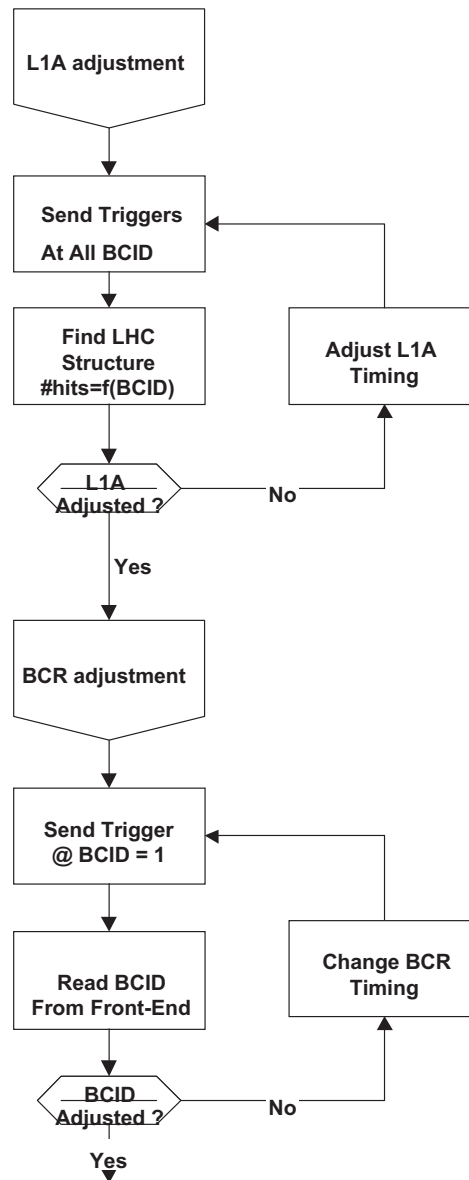 L1A adjustment
Send Triggers
At All BCID
Find LHC
Structure
#hits=f(BCID)
Adjust L1A
Timing
L1A
Adjusted ?
No
Yes
BCR adjustment
Send Trigger
@ BCID = 1
Read BCID
From Front-End
Change BCR
Timing
BCID
Adjusted ?
No
Yes